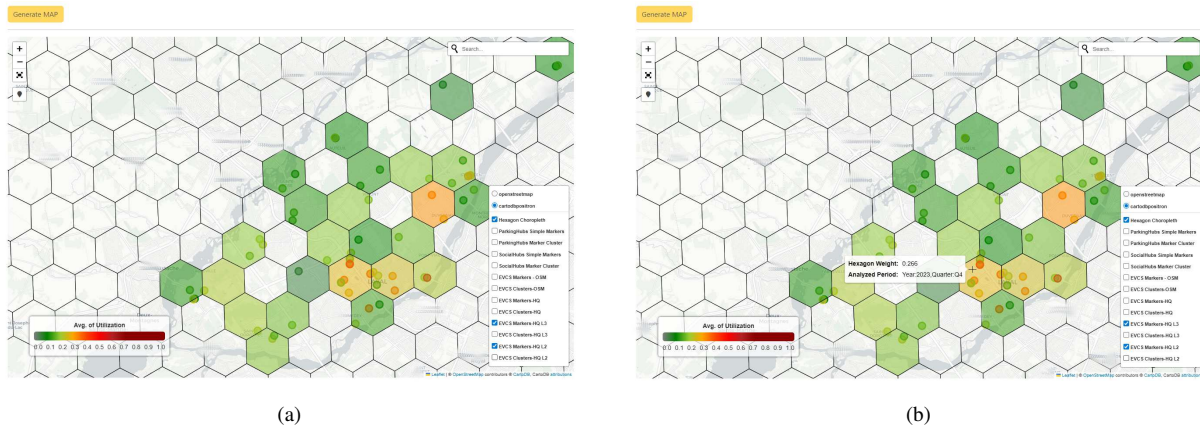 Generate MAP
+
−
Search...
openstreetmap
cartodbpositron
Hexagon Choropleth
ParkingHubs Simple Markers
ParkingHubs Marker Cluster
SocialHubs Simple Markers
SocialHubs Marker Cluster
EVCS Markers - OSM
EVCS Clusters-OSM
EVCS Markers-HQ
EVCS Clusters-HQ
EVCS Markers-HQ L3
EVCS Clusters-HQ L3
EVCS Markers-HQ L2
EVCS Clusters-HQ L2
Avg. of Utilization
0.0 0.1 0.2 0.3 0.4 0.5 0.6 0.7 0.8 0.9 1.0
Leaflet | © OpenStreetMap contributors © CartoDB, CartoDB attributions
(a)
Generate MAP
+
−
Search...
openstreetmap
cartodbpositron
Hexagon Choropleth
ParkingHubs Simple Markers
ParkingHubs Marker Cluster
SocialHubs Simple Markers
SocialHubs Marker Cluster
EVCS Markers - OSM
EVCS Clusters-OSM
EVCS Markers-HQ
EVCS Clusters-HQ
EVCS Markers-HQ L3
EVCS Clusters-HQ L3
EVCS Markers-HQ L2
EVCS Clusters-HQ L2
Hexagon Weight: 0.266
Analyzed Period: Year:2023,Quarter:Q4
Avg. of Utilization
0.0 0.1 0.2 0.3 0.4 0.5 0.6 0.7 0.8 0.9 1.0
Leaflet | © OpenStreetMap contributors © CartoDB, CartoDB attributions
(b)